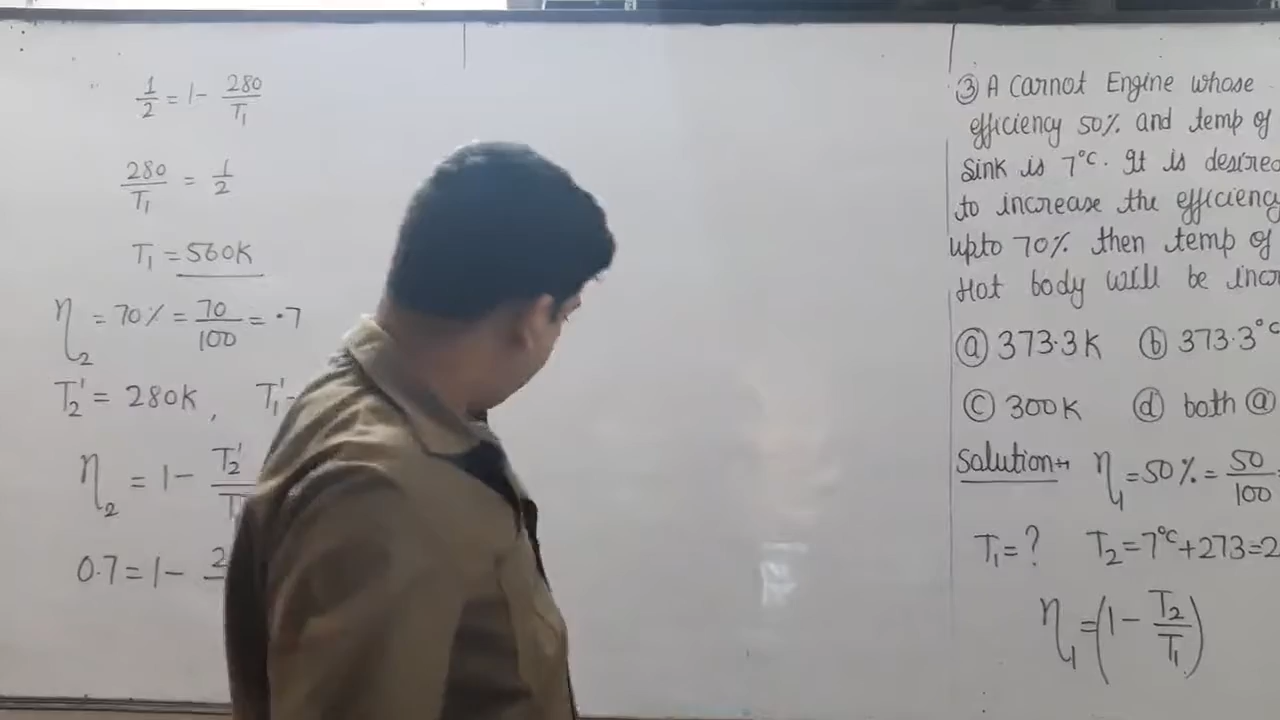 1/2 = 1- 280/T₁
280/T₁ = 1/2
T₁ = 560K
η₂ = 70% = 70/100 = .7
T₂' = 280K, T₁'
η₂ = 1- T₂'/
0.7 = 1-
③ A Carnot Engine whose
efficiency 50% and temp of
Sink is 7°C. It is desired
to increase the efficiency
upto 70% then temp of
Hot body will be incr
ⓐ 373.3K ⓑ 373.3°C
ⓒ 300K ⓓ both ⓐ
Solution→ η₁ = 50% = 50/100
T₁ = ? T₂ = 7°C+273=2
η₁ = (1 - T₂/T₁)